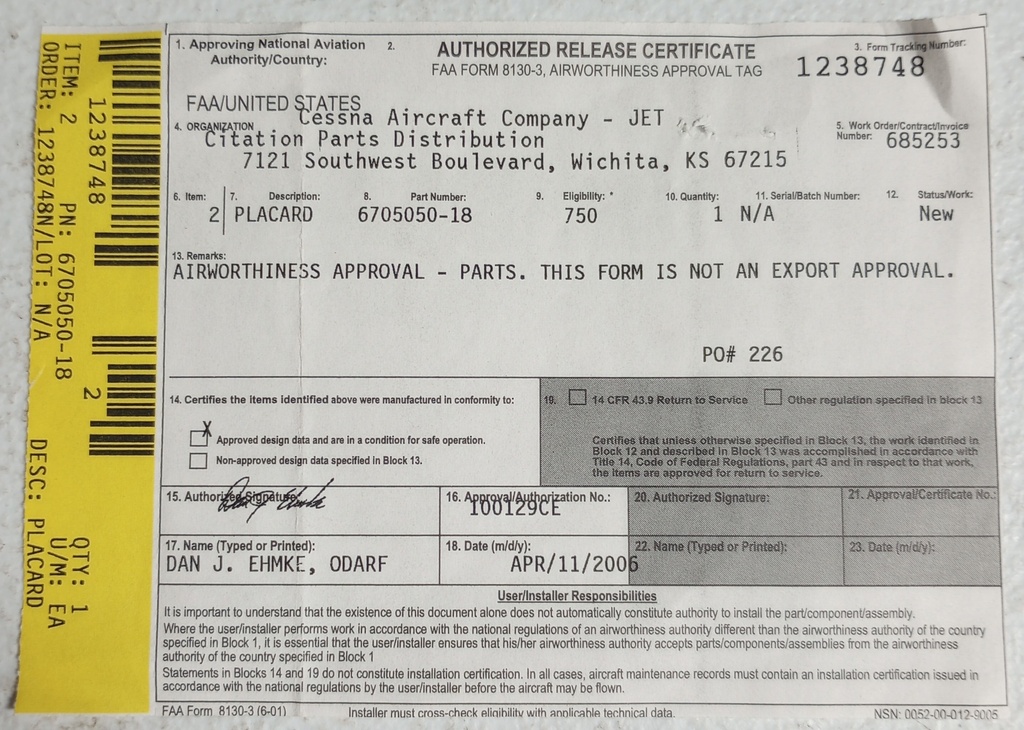 ITEM: 2 PN: 6705050-18 QTY: 1
ORDER: 1238748N/LOT: N/A U/M: EA
DESC: PLACARD
1238748
2
1. Approving National Aviation Authority/Country:
FAA/UNITED STATES
2.
AUTHORIZED RELEASE CERTIFICATE
FAA FORM 8130-3, AIRWORTHINESS APPROVAL TAG
3. Form Tracking Number:
1238748
4. ORGANIZATION
Cessna Aircraft Company - JET
Citation Parts Distribution
7121 Southwest Boulevard, Wichita, KS 67215
5. Work Order/Contract/Invoice
Number: 685253
6. Item: 7. Description: 8. Part Number: 9. Eligibility: * 10. Quantity: 11. Serial/Batch Number: 12. Status/Work:
2 PLACARD 6705050-18 750 1 N/A New
13. Remarks:
AIRWORTHINESS APPROVAL - PARTS. THIS FORM IS NOT AN EXPORT APPROVAL.
PO# 226
14. Certifies the items identified above were manufactured in conformity to:
X Approved design data and are in a condition for safe operation.
Non-approved design data specified in Block 13.
19. 14 CFR 43.9 Return to Service Other regulation specified in block 13
Certifies that unless otherwise specified in Block 13, the work identified in
Block 12 and described in Block 13 was accomplished in accordance with
Title 14, Code of Federal Regulations, part 43 and in respect to that work,
the items are approved for return to service.
15. Authorized Signature:
16. Approval/Authorization No.:
100129CE
20. Authorized Signature:
21. Approval/Certificate No.:
17. Name (Typed or Printed):
DAN J. EHMKE, ODARF
18. Date (m/d/y):
APR/11/2006
22. Name (Typed or Printed):
23. Date (m/d/y):
User/Installer Responsibilities
It is important to understand that the existence of this document alone does not automatically constitute authority to install the part/component/assembly.
Where the user/installer performs work in accordance with the national regulations of an airworthiness authority different than the airworthiness authority of the country
specified in Block 1, it is essential that the user/installer ensures that his/her airworthiness authority accepts parts/components/assemblies from the airworthiness
authority of the country specified in Block 1
Statements in Blocks 14 and 19 do not constitute installation certification. In all cases, aircraft maintenance records must contain an installation certification issued in
accordance with the national regulations by the user/installer before the aircraft may be flown.
FAA Form 8130-3 (6-01) Installer must cross-check eligibility with applicable technical data. NSN: 0052-00-012-9005